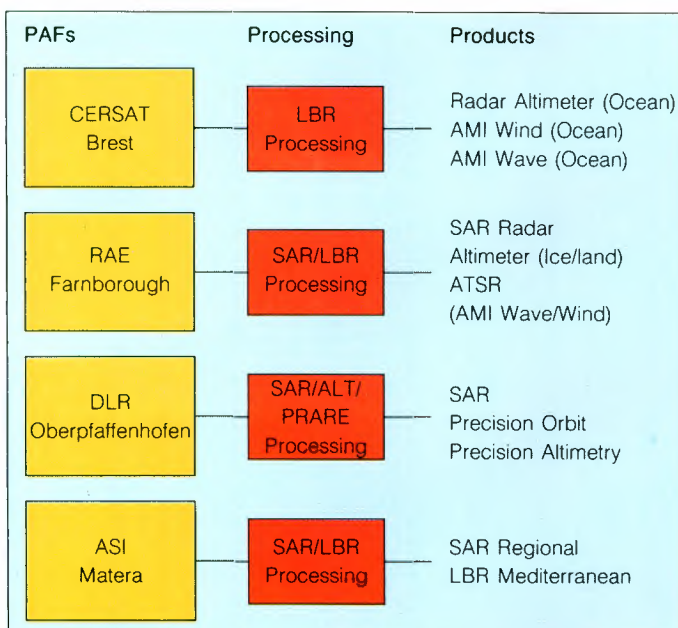 PAFs Processing Products
CERSAT
Brest
LBR
Processing
Radar Altimeter (Ocean)
AMI Wind (Ocean)
AMI Wave (Ocean)
RAE
Farnborough
SAR/LBR
Processing
SAR Radar
Altimeter (Ice/land)
ATSR
(AMI Wave/Wind)
DLR
Oberpfaffenhofen
SAR/ALT/
PRARE
Processing
SAR
Precision Orbit
Precision Altimetry
ASI
Matera
SAR/LBR
Processing
SAR Regional
LBR Mediterranean